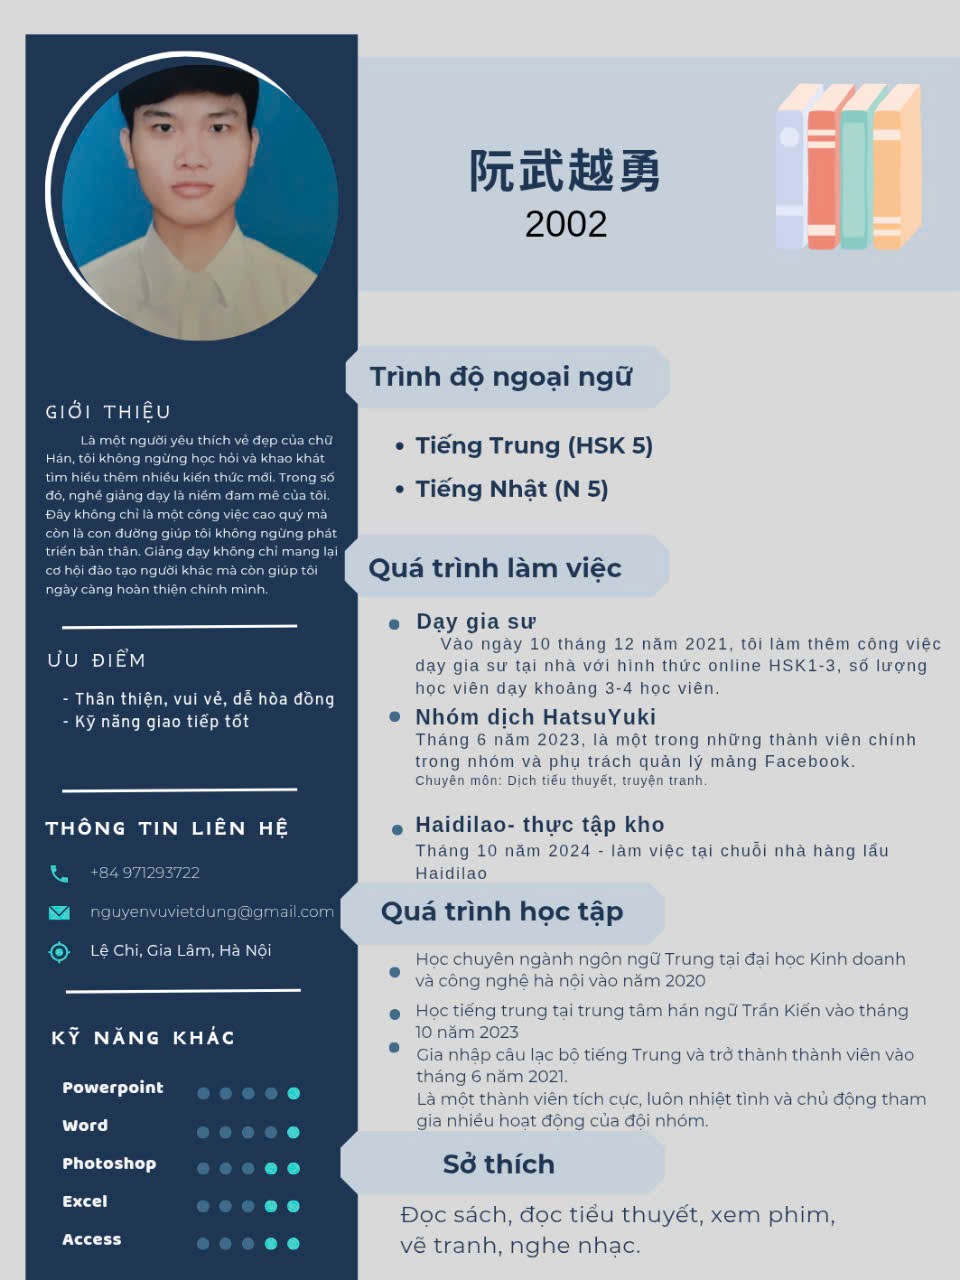 阮武越勇
2002
GIỚI THIỆU
Là một người yêu thích vẻ đẹp của chữ
Hán, tôi không ngừng học hỏi và khao khát
tìm hiểu thêm nhiều kiến thức mới. Trong số
đó, nghề giảng dạy là niềm đam mê của tôi.
Đây không chỉ là một công việc cao quý mà
còn là con đường giúp tôi không ngừng phát
triển bản thân. Giảng dạy không chỉ mang lại
cơ hội đào tạo người khác mà còn giúp tôi
ngày càng hoàn thiện chính mình.
ƯU ĐIỂM
- Thân thiện, vui vẻ, dễ hòa đồng
- Kỹ năng giao tiếp tốt
THÔNG TIN LIÊN HỆ
+84 971293722
nguyenvuvietdung@gmail.com
Lệ Chi, Gia Lâm, Hà Nội
KỸ NĂNG KHÁC
Powerpoint
Word
Photoshop
Excel
Access
Trình độ ngoại ngữ
• Tiếng Trung (HSK 5)
• Tiếng Nhật (N 5)
Quá trình làm việc
Dạy gia sư
Vào ngày 10 tháng 12 năm 2021, tôi làm thêm công việc
dạy gia sư tại nhà với hình thức online HSK1-3, số lượng
học viên dạy khoảng 3-4 học viên.
Nhóm dịch HatsuYuki
Tháng 6 năm 2023, là một trong những thành viên chính
trong nhóm và phụ trách quản lý mảng Facebook.
Chuyên môn: Dịch tiểu thuyết, truyện tranh.
Haidilao- thực tập kho
Tháng 10 năm 2024 - làm việc tại chuỗi nhà hàng lẩu
Haidilao
Quá trình học tập
Học chuyên ngành ngôn ngữ Trung tại đại học Kinh doanh
và công nghệ hà nội vào năm 2020
Học tiếng trung tại trung tâm hán ngữ Trần Kiến vào tháng
10 năm 2023
Gia nhập câu lạc bộ tiếng Trung và trở thành thành viên vào
tháng 6 năm 2021.
Là một thành viên tích cực, luôn nhiệt tình và chủ động tham
gia nhiều hoạt động của đội nhóm.
Sở thích
Đọc sách, đọc tiểu thuyết, xem phim,
vẽ tranh, nghe nhạc.